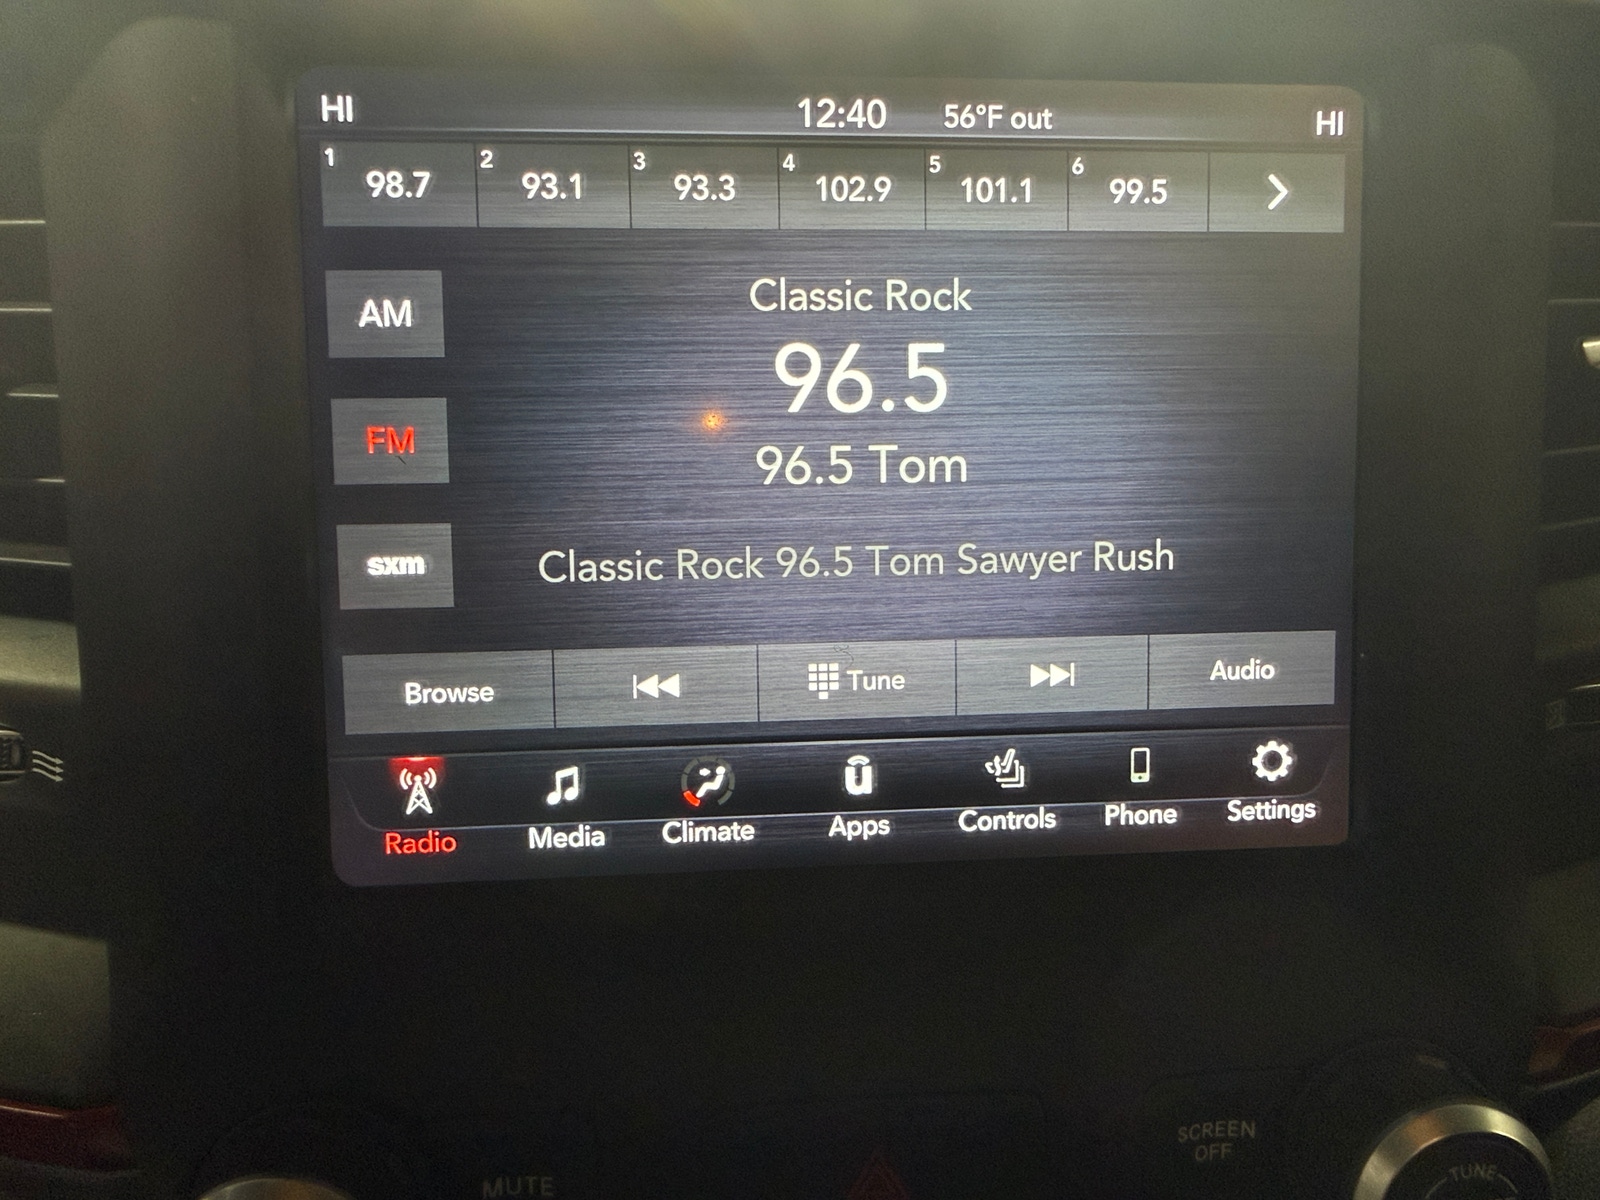 HI 12:40 56°F out HI
1 98.7 2 93.1 3 93.3 4 102.9 5 101.1 6 99.5
Classic Rock
AM
96.5
FM
96.5 Tom
sxm
Classic Rock 96.5 Tom Sawyer Rush
Browse Tune Audio
Radio Media Climate Apps Controls Phone Settings
SCREEN
OFF
MUTE
TUNE